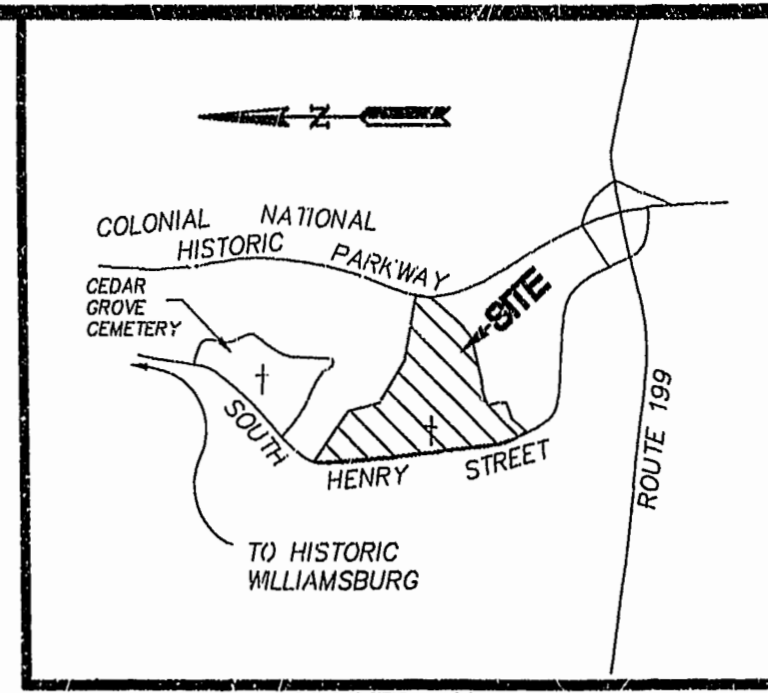 N
COLONIAL NATIONAL
HISTORIC PARKWAY
CEDAR
GROVE
CEMETERY
SITE
SOUTH HENRY STREET
ROUTE 199
TO HISTORIC
WILLIAMSBURG